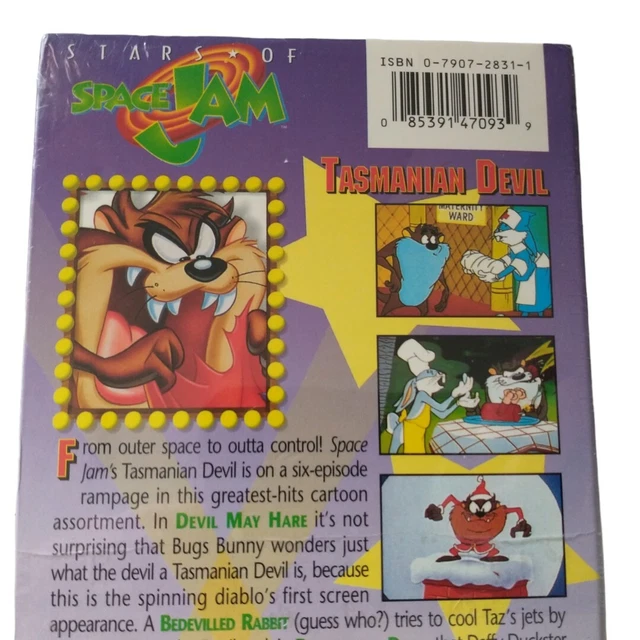 STARS OF
SPACE JAM
ISBN 0-7907-2831-1
0 85391 47093 9
TASMANIAN DEVIL
MATERNITY
WARD
From outer space to outta control! Space
Jam's Tasmanian Devil is on a six-episode
rampage in this greatest-hits cartoon
assortment. In DEVIL MAY HARE it's not
surprising that Bugs Bunny wonders just
what the devil a Tasmanian Devil is, because
this is the spinning diablo's first screen
appearance. A BEDEVILLED RABBIT (guess who?) tries to cool Taz's jets by
that Daffy Duckster